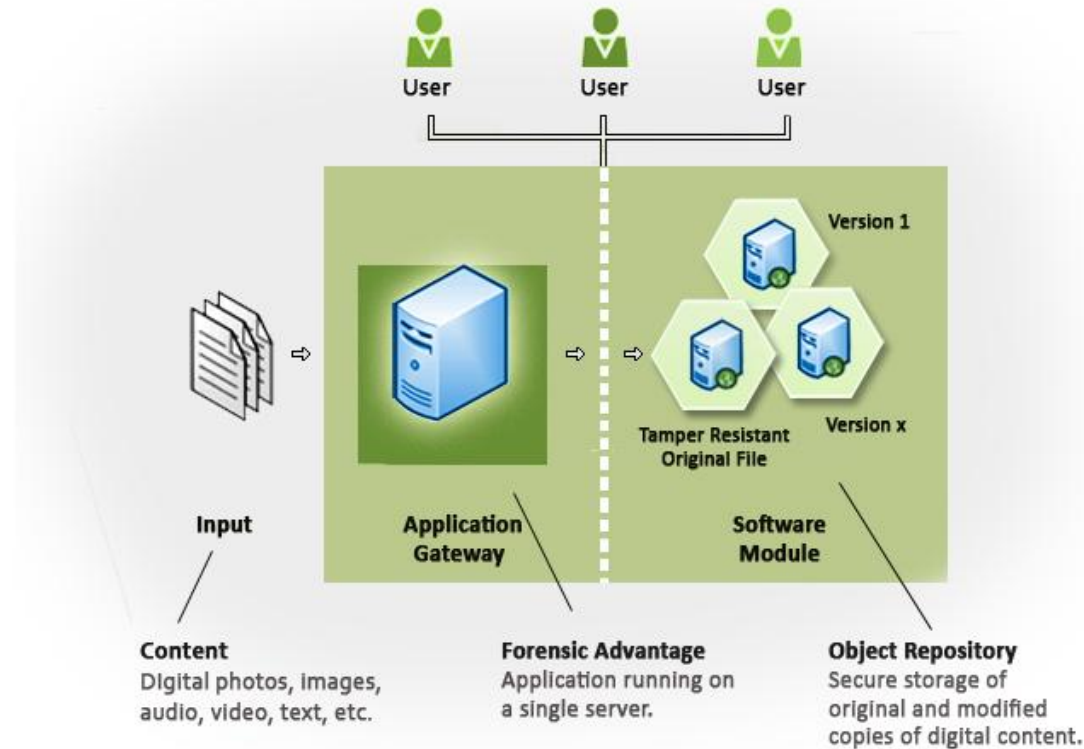 User
User
User
Version 1
Tamper Resistant
Original File
Version x
Input
Application
Gateway
Software
Module
Content
Digital photos, images,
audio, video, text, etc.
Forensic Advantage
Application running on
a single server.
Object Repository
Secure storage of
original and modified
copies of digital content.